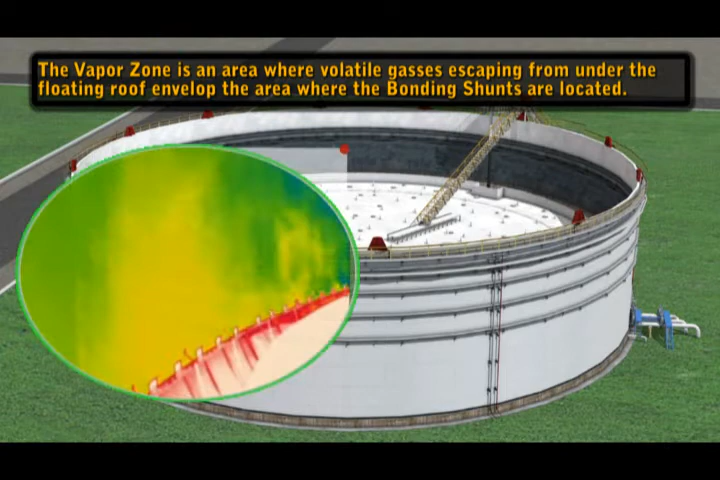 The Vapor Zone is an area where volatile gasses escaping from under the
floating roof envelop the area where the Bonding Shunts are located.